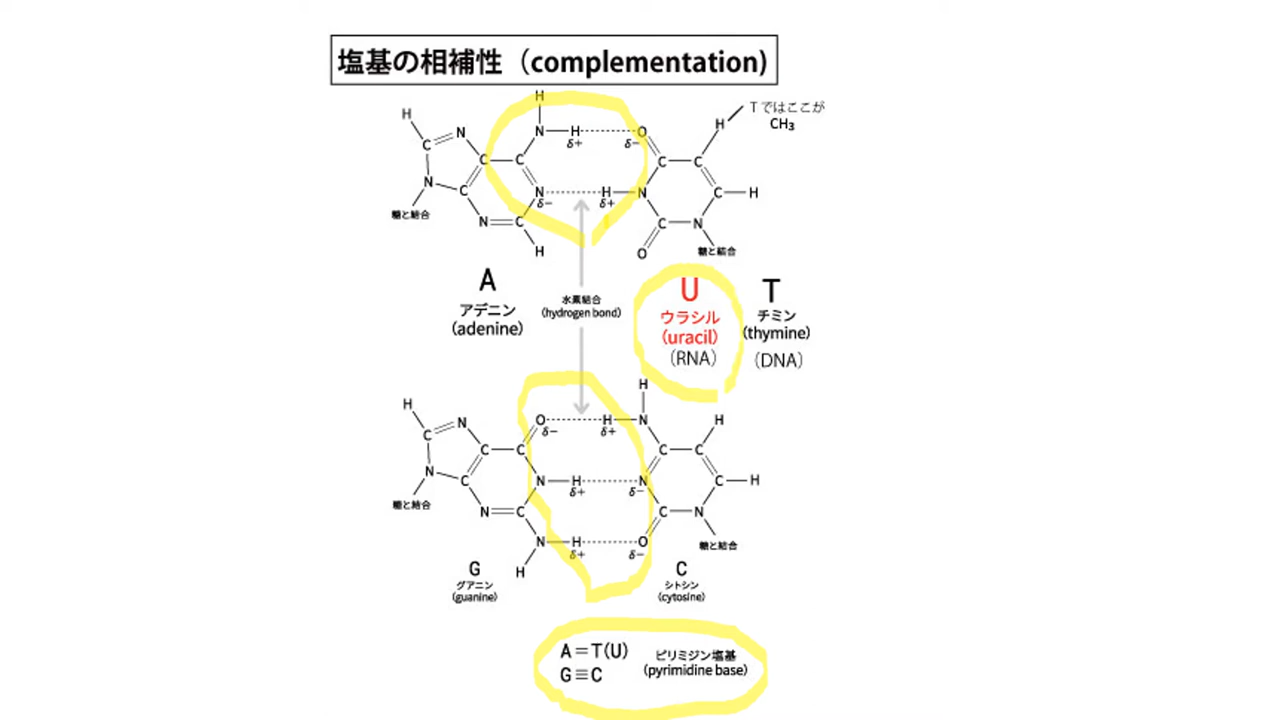 塩基の相補性（complementation)
H
H
Tではここが
CH₃
H
N
N
H
O
δ+
δ−
C
C
C
C
C
N
C
N
H
N
C
H
δ−
δ+
糖と結合
N
C
C
N
H
O
糖と結合
A
アデニン
(adenine)
水素結合
(hydrogen bond)
U
ウラシル
(uracil)
(RNA)
T
チミン
(thymine)
(DNA)
H
H
N
O
H
N
H
δ−
δ+
C
C
C
C
C
N
C
N
H
N
C
H
δ+
δ−
糖と結合
N
C
C
N
N
H
O
糖と結合
δ+
δ−
H
G
グアニン
(guanine)
C
シトシン
(cytosine)
A＝T(U)
G≡C
ピリミジン塩基
(pyrimidine base)